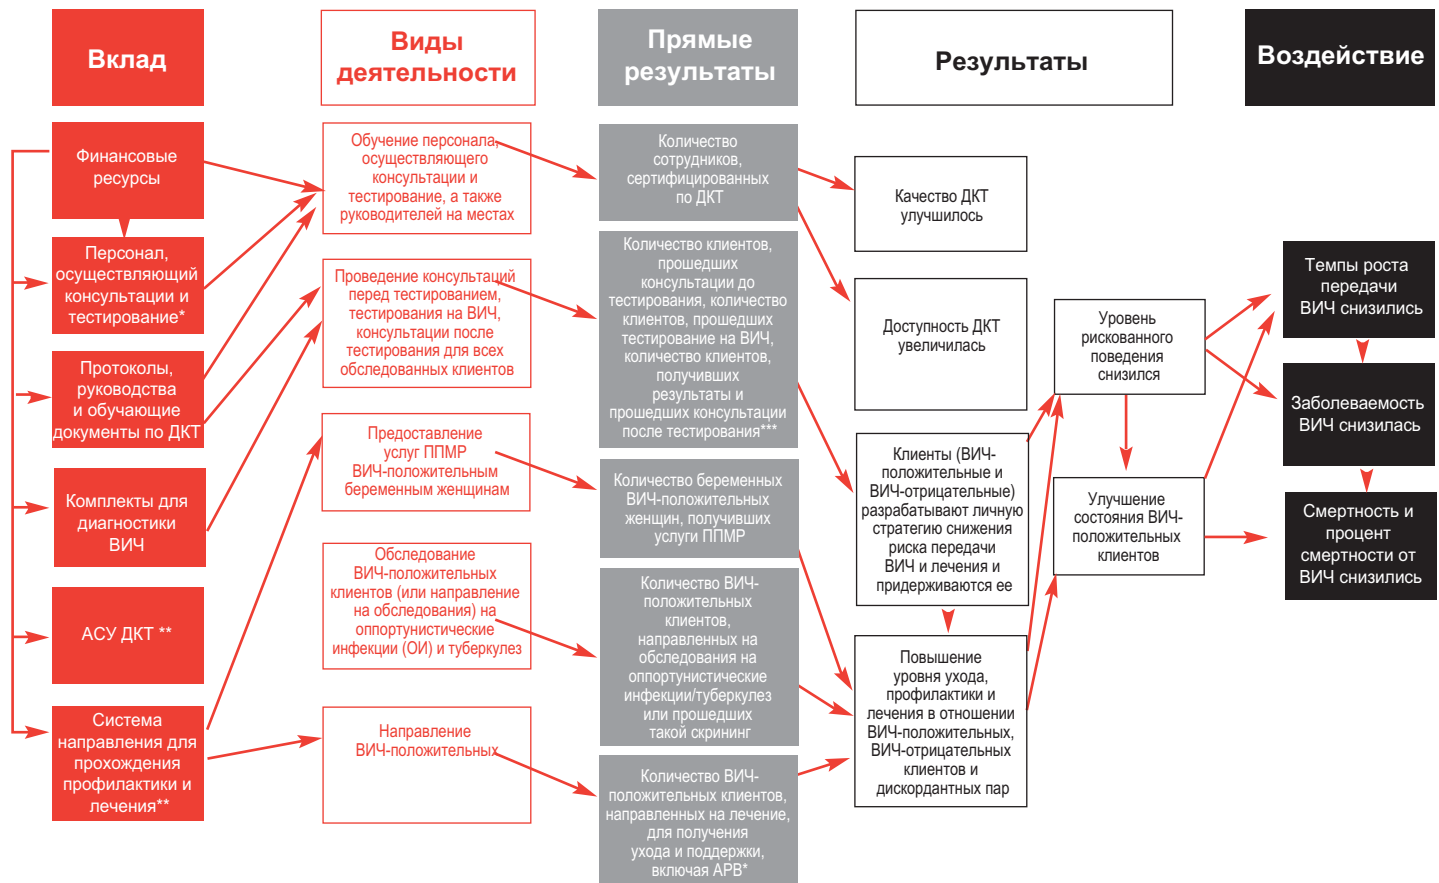 Вклад
Виды
деятельности
Прямые
результаты
Результаты
Воздействие
Финансовые
ресурсы
Персонал,
осуществляющий
консультации и
тестирование*
Протоколы,
руководства
и обучающие
документы по ДКТ
Комплекты для
диагностики
ВИЧ
АСУ ДКТ **
Система
направления для
прохождения
профилактики и
лечения**
Обучение персонала,
осуществляющего
консультации и
тестирование, а также
руководителей на местах
Проведение консультаций
перед тестированием,
тестирования на ВИЧ,
консультации после
тестирования для всех
обследованных клиентов
Предоставление
услуг ППМР
ВИЧ-положительным
беременным женщинам
Обследование
ВИЧ-положительных
клиентов (или направление
на обследования) на
оппортунистические
инфекции (ОИ) и туберкулез
Направление
ВИЧ-положительных
Количество
сотрудников,
сертифицированных
по ДКТ
Количество клиентов,
прошедших
консультации до
тестирования, количество
клиентов, прошедших
тестирование на ВИЧ,
количество клиентов,
получивших
результаты и
прошедших консультации
после тестирования***
Количество беременных
ВИЧ-положительных
женщин, получивших
услуги ППМР
Количество ВИЧ-
положительных
клиентов,
направленных на
обследования на
оппортунистические
инфекции/туберкулез
или прошедших
такой скрининг
Количество ВИЧ-
положительных клиентов,
направленных на лечение,
для получения
ухода и поддержки,
включая АРВ*
Качество ДКТ
улучшилось
Доступность ДКТ
увеличилась
Клиенты (ВИЧ-
положительные и
ВИЧ-отрицательные)
разрабатывают личную
стратегию снижения
риска передачи
ВИЧ и лечения и
придерживаются ее
Повышение
уровня ухода,
профилактики и
лечения в отношении
ВИЧ-положительных,
ВИЧ-отрицательных
клиентов и
дискордантных пар
Уровень
рискованного
поведения
снизился
Улучшение
состояния ВИЧ-
положительных
клиентов
Темпы роста
передачи
ВИЧ снизились
Заболеваемость
ВИЧ снизилась
Смертность и
процент
смертности от
ВИЧ снизились